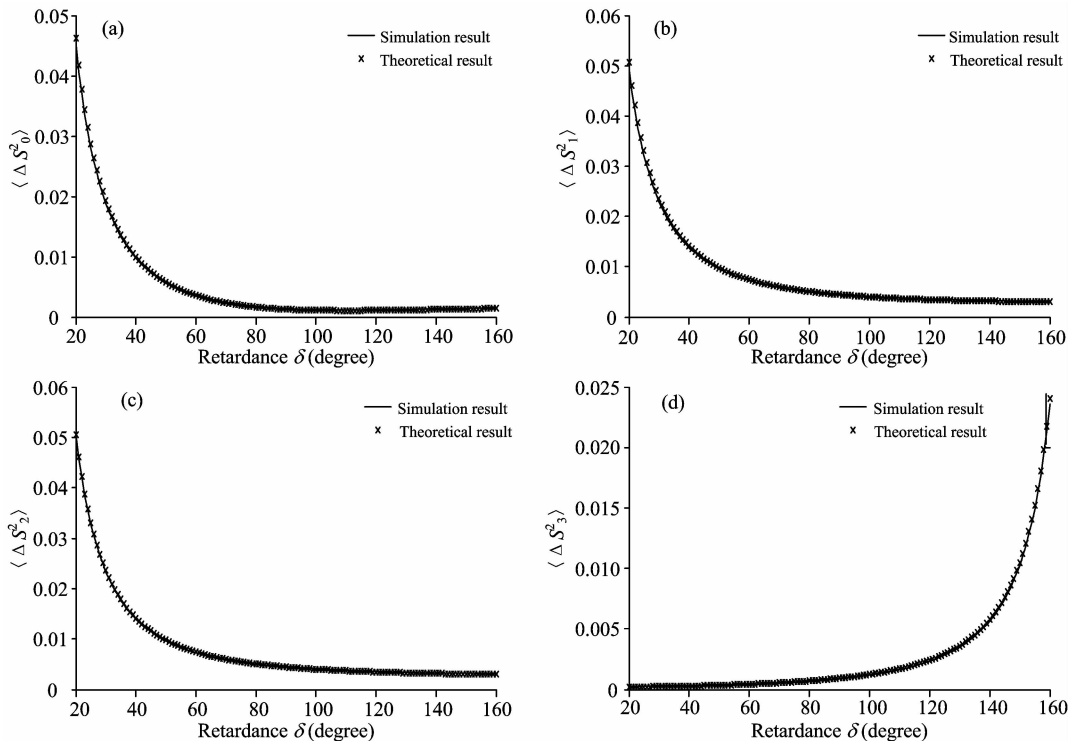 (a)
Simulation result
Theoretical result
0.05
0.04
0.03
0.02
0.01
0
⟨ Δ S²₀⟩
20 40 60 80 100 120 140 160
Retardance δ (degree)
(b)
Simulation result
Theoretical result
0.06
0.05
0.04
0.03
0.02
0.01
0
⟨ Δ S²₁⟩
20 40 60 80 100 120 140 160
Retardance δ (degree)
(c)
Simulation result
Theoretical result
0.06
0.05
0.04
0.03
0.02
0.01
0
⟨ Δ S²₂⟩
20 40 60 80 100 120 140 160
Retardance δ (degree)
(d)
Simulation result
Theoretical result
0.025
0.020
0.015
0.010
0.005
0
⟨ Δ S²₃⟩
20 40 60 80 100 120 140 160
Retardance δ (degree)